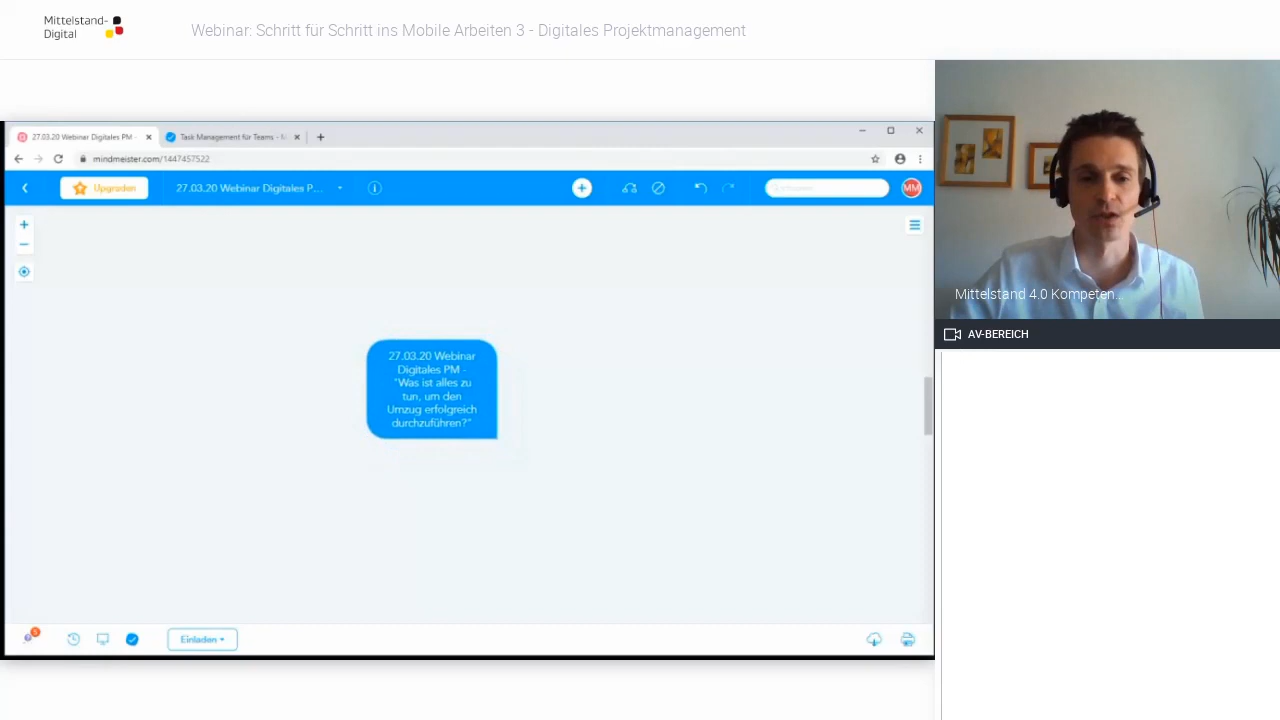 Mittelstand-
Digital
Webinar: Schritt für Schritt ins Mobile Arbeiten 3 - Digitales Projektmanagement
27.03.20 Webinar Digitales PM -
Task Management für Teams - M
mindmeister.com/1447457522
Upgraden
27.03.20 Webinar Digitales P...
MM
27.03.20 Webinar
Digitales PM -
"Was ist alles zu
tun, um den
Umzug erfolgreich
durchzuführen?"
Einladen
Mittelstand 4.0 Kompeten...
AV-BEREICH